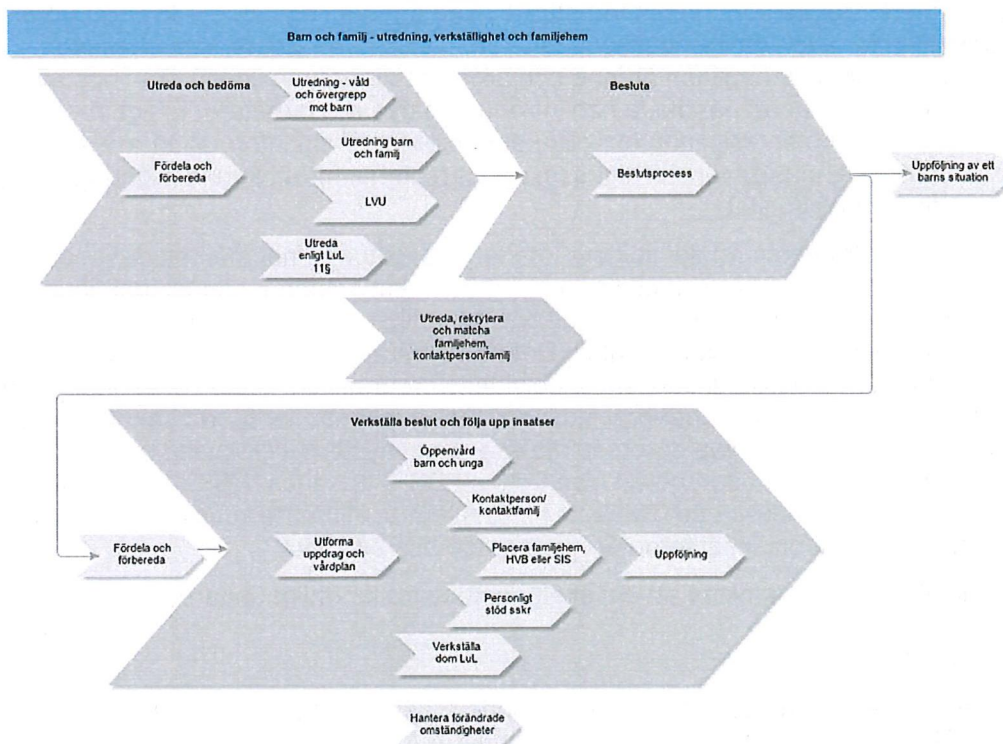 Barn och familj - utredning, verkställighet och familjehem
Utreda och bedöma
Utredning - våld
och övergrepp
mot barn
Utredning barn
och familj
Fördela och
förbereda
LVU
Utreda
enligt LuL
11§
Besluta
Beslutsprocess
Uppföljning av ett
barns situation
Utreda, rekrytera
och matcha
familjehem,
kontaktperson/familj
Verkställa beslut och följa upp insatser
Öppenvård
barn och unga
Kontaktperson/
kontaktfamilj
Fördela och
förbereda
Utforma
uppdrag och
vårdplan
Placera familjehem,
HVB eller SIS
Uppföljning
Personligt
stöd sskr
Verkställa
dom LuL
Hantera förändrade
omständigheter